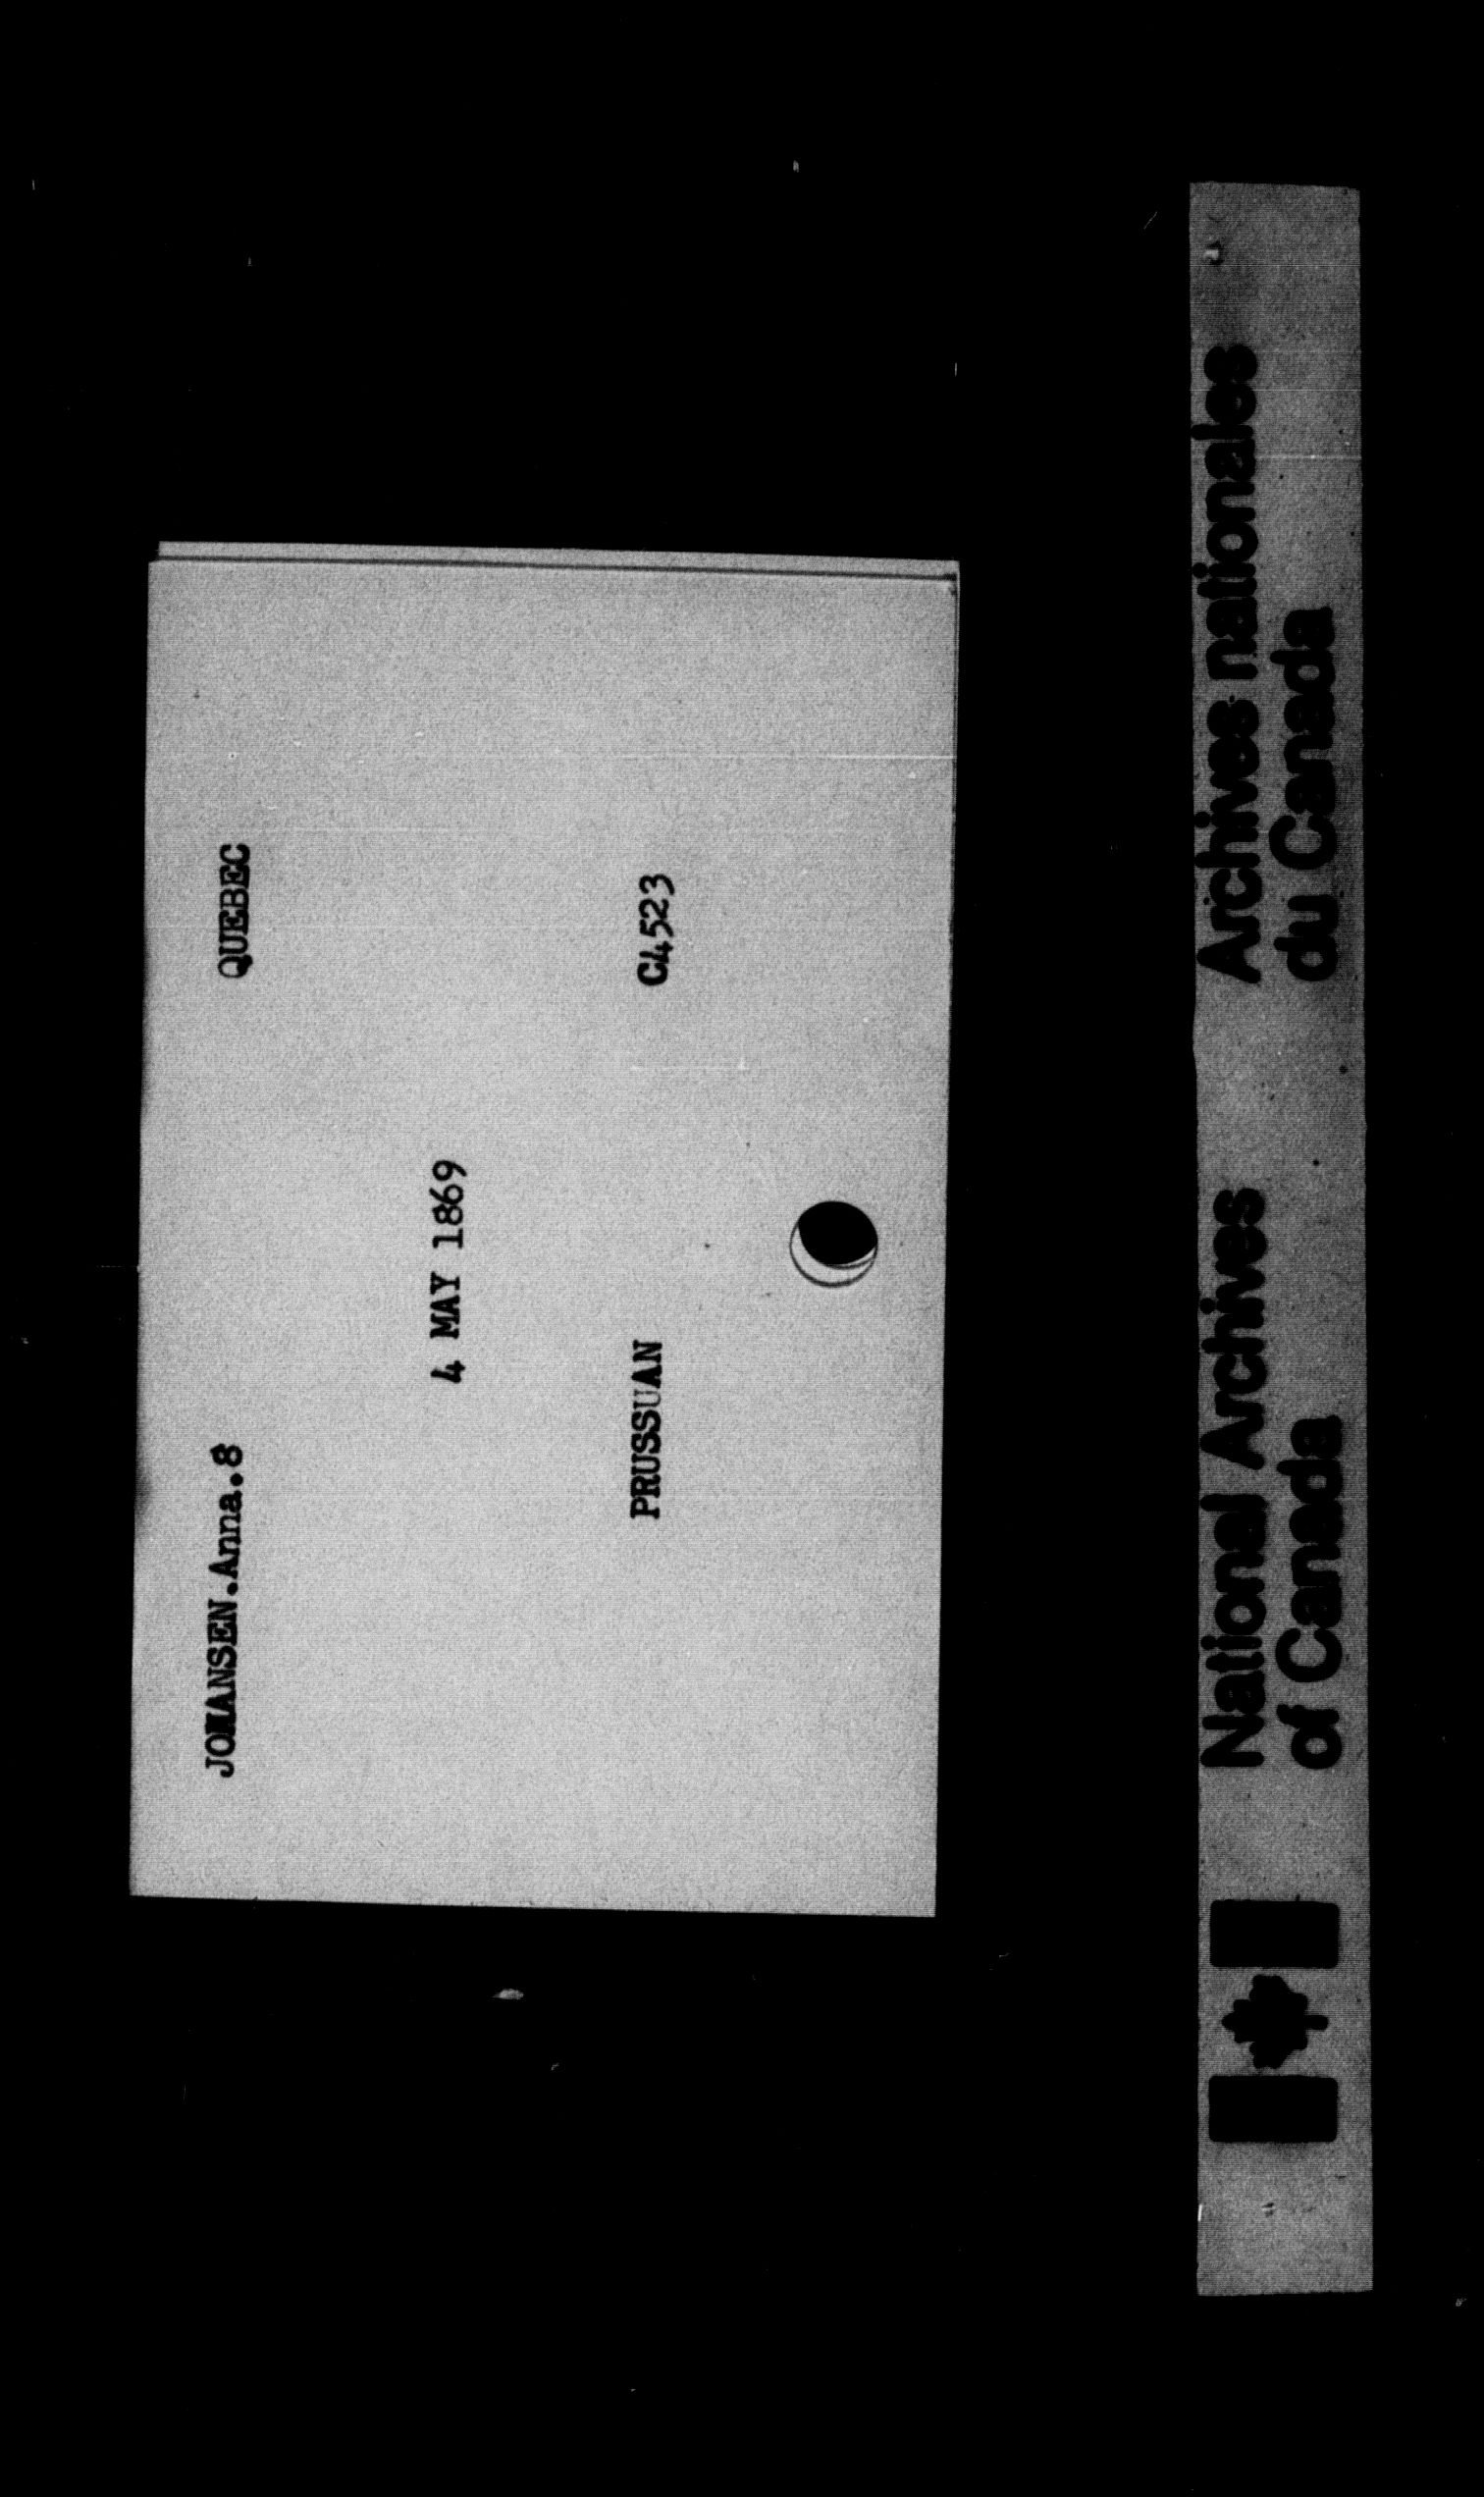 JOHANSEN.Anna.8 QUEBEC
4 MAY 1869
PRUSSUAN C4523
National Archives
of Canada
Archives nationales
du Canada